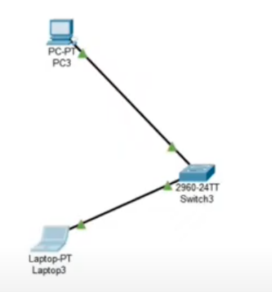 PC-PT
PC3
2960-24TT
Switch3
Laptop-PT
Laptop3